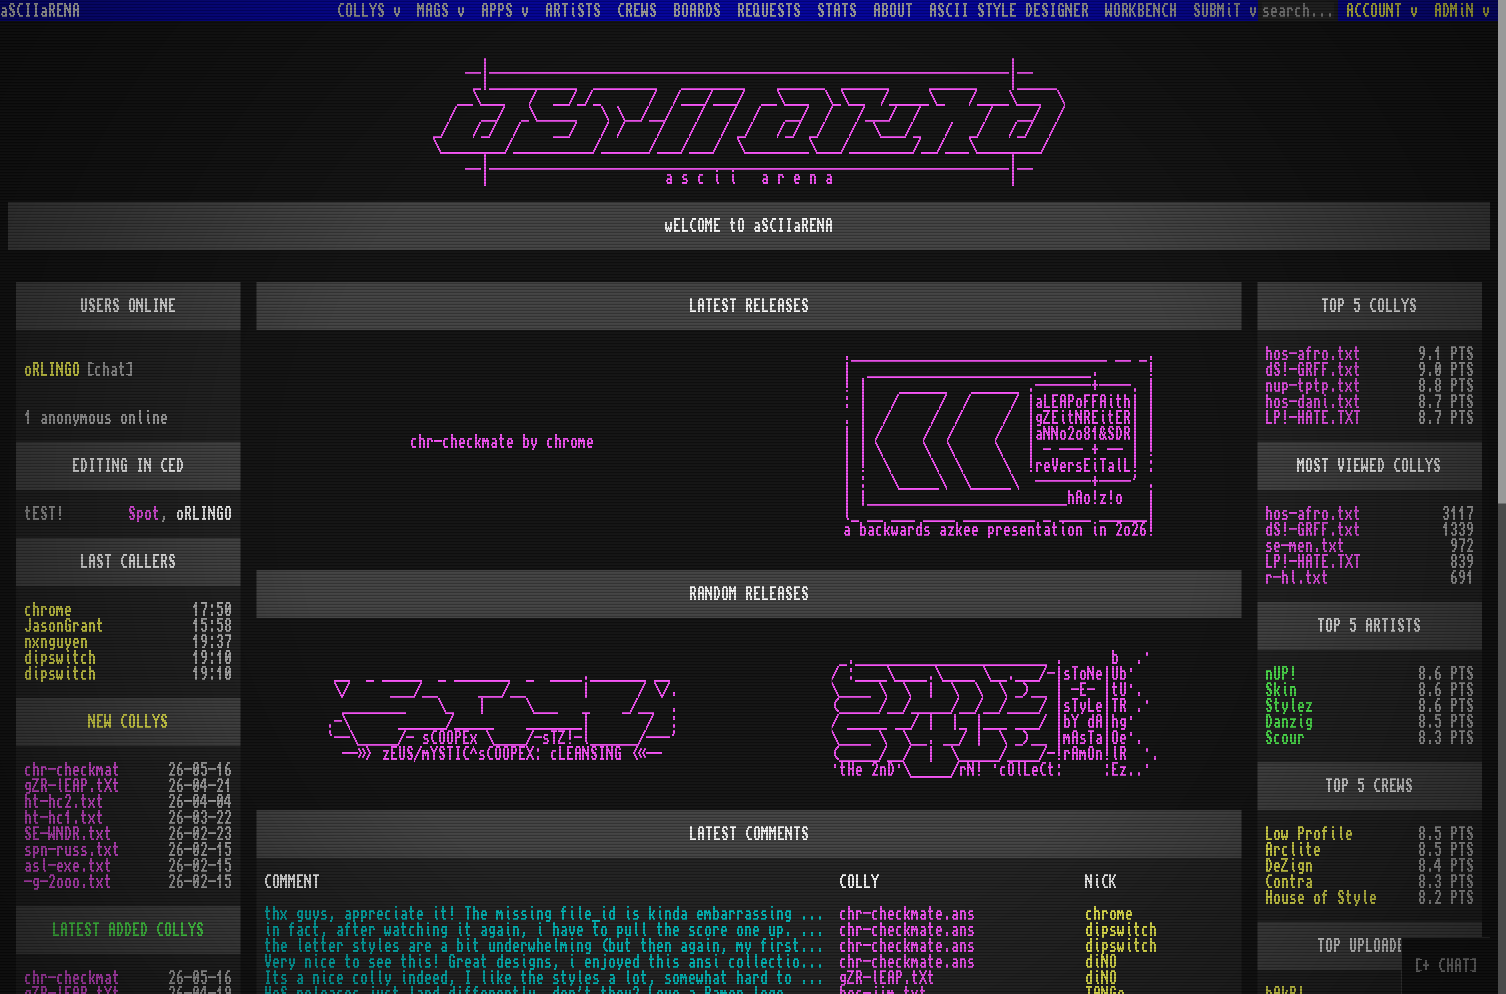 aSCIIaRENA
COLLYS v MAGS v APPS v ARTiSTS CREWS BOARDS REQUESTS STATS ABOUT ASCII STYLE DESIGNER WORKBENCH SUBMiT v search... ACCOUNT v ADMiN v
ascii arena
wELCOME tO aSCIIaRENA
USERS ONLINE
oRLINGO [chat]
1 anonymous online
EDITING IN CED
tEST! Spot, oRLINGO
LAST CALLERS
chrome 17:50
JasonGrant 15:58
nxnguyen 19:37
dipswitch 19:10
dipswitch 19:10
NEW COLLYS
chr-checkmat 26-05-16
gZR-lEAP.tXt 26-04-21
ht-hc2.txt 26-04-04
ht-hc1.txt 26-03-22
SE-WNDR.txt 26-02-23
spn-russ.txt 26-02-15
asl-exe.txt 26-02-15
-g-2ooo.txt 26-02-15
LATEST ADDED COLLYS
chr-checkmat 26-05-16
LATEST RELEASES
chr-checkmate by chrome
aLEAPoFFAith
gZEitNREitER
aNNo2o81&SDR
!reVersEiTalL!
hAo!z!o
a backwards azkee presentation in 2o26!
RANDOM RELEASES
sCOOPEx
-sTZ!-
zEUS/mYSTIC^sCOOPEX: cLEANSING
b
sToNe Ub'
-E- tU'.
sTyLe TR .'
bY dA hg'
mAsTa Oe'.
rAmOn!lR
'tHe 2nD' rN! 'cOlLeCt: :Ez..'
LATEST COMMENTS
COMMENT COLLY NiCK
thx guys, appreciate it! The missing file_id is kinda embarrassing ... chr-checkmate.ans chrome
in fact, after watching it again, i have to pull the score one up. ... chr-checkmate.ans dipswitch
the letter styles are a bit underwhelming (but then again, my first... chr-checkmate.ans dipswitch
Very nice to see this! Great designs, i enjoyed this ansi collectio... chr-checkmate.ans diNO
Its a nice colly indeed, I like the styles a lot, somewhat hard to ... gZR-lEAP.tXt diNO
TOP 5 COLLYS
hos-afro.txt 9.1 PTS
dS!-GRFF.txt 9.0 PTS
nup-tptp.txt 8.8 PTS
hos-dani.txt 8.7 PTS
LP!-HATE.TXT 8.7 PTS
MOST VIEWED COLLYS
hos-afro.txt 3117
dS!-GRFF.txt 1339
se-men.txt 972
LP!-HATE.TXT 839
r-hl.txt 691
TOP 5 ARTISTS
nUP! 8.6 PTS
Skin 8.6 PTS
Stylez 8.6 PTS
Danzig 8.5 PTS
Scour 8.3 PTS
TOP 5 CREWS
Low Profile 8.5 PTS
Arclite 8.5 PTS
DeZign 8.4 PTS
Contra 8.3 PTS
House of Style 8.2 PTS
TOP UPLOADE
[+ CHAT]